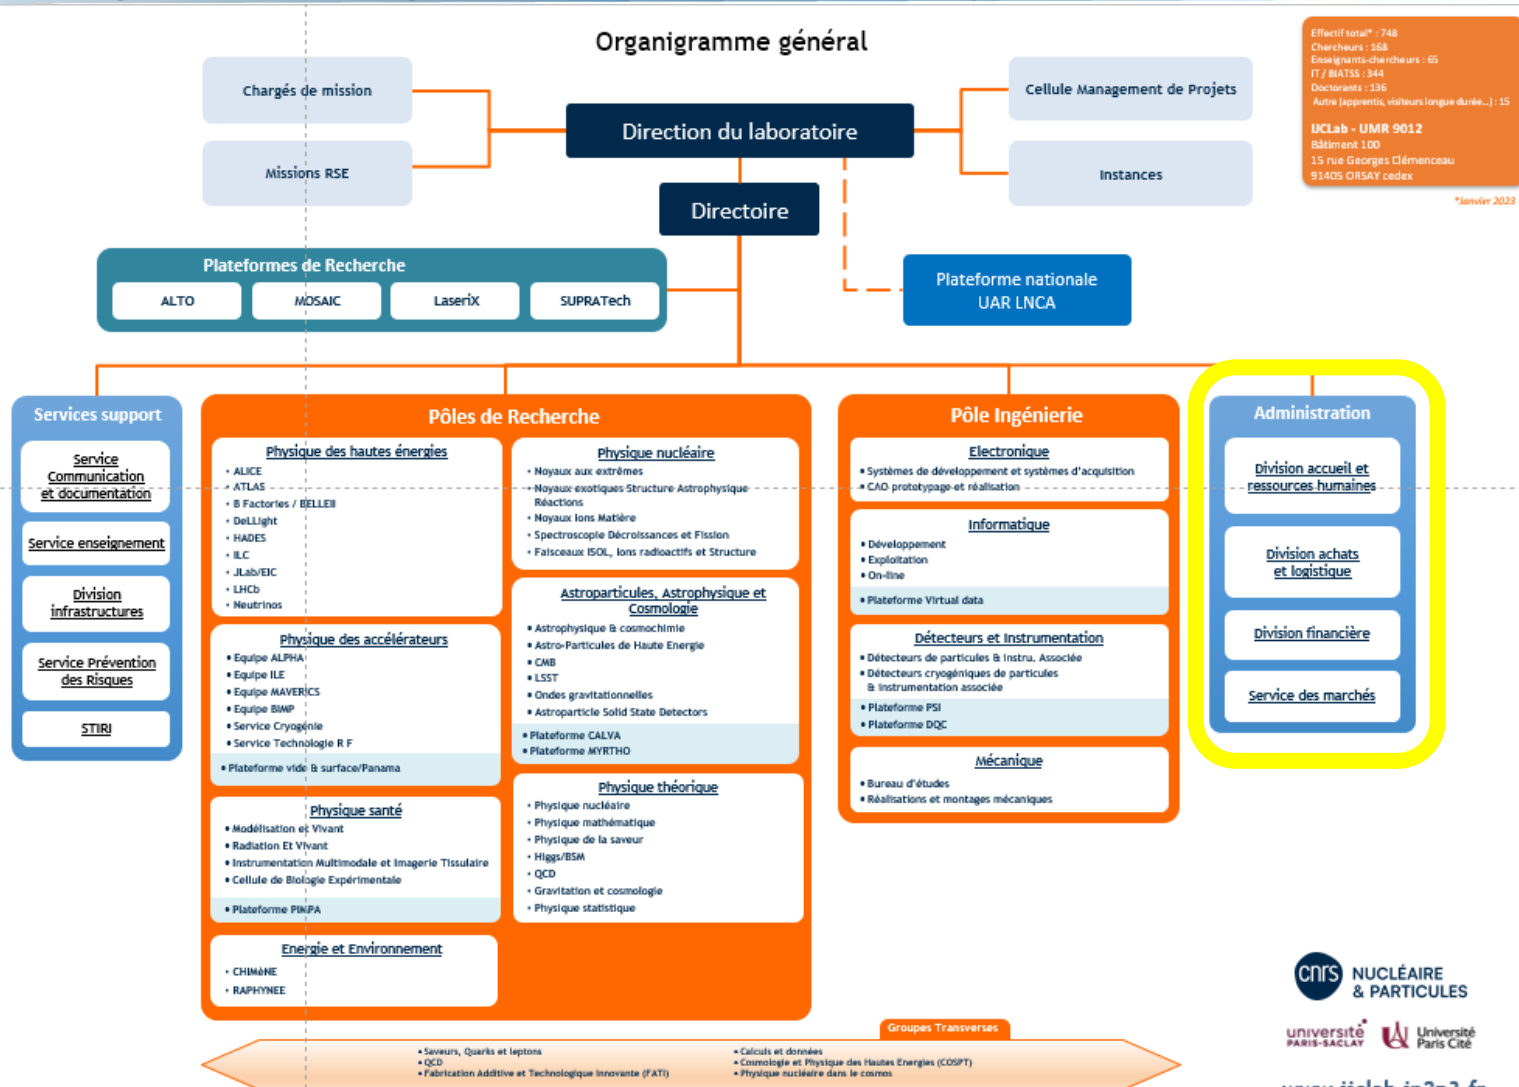 Organigramme général
Effectif total* : 748
Chercheurs : 168
Enseignants-chercheurs : 65
IT / BIATSS : 344
Doctorants : 136
Autre (apprentis, visiteurs longue durée...) : 15
IJCLab - UMR 9012
Bâtiment 100
15 rue Georges Clémenceau
91405 ORSAY cedex
*Janvier 2023
Chargés de mission
Missions RSE
Direction du laboratoire
Cellule Management de Projets
Instances
Directoire
Plateformes de Recherche
ALTO
MOSAIC
LaseriX
SUPRATech
Plateforme nationale
UAR LNCA
Services support
Service
Communication
et documentation
Service enseignement
Division
infrastructures
Service Prévention
des Risques
STIRI
Pôles de Recherche
Physique des hautes énergies
• ALICE
• ATLAS
• B Factories / BELLEII
• DeLLight
• HADES
• ILC
• JLab/EIC
• LHCb
• Neutrinos
Physique des accélérateurs
• Equipe ALPHA
• Equipe ILE
• Equipe MAVERICS
• Equipe BIMP
• Service Cryogénie
• Service Technologie R F
• Plateforme vide & surface/Panama
Physique santé
• Modélisation et Vivant
• Radiation Et Vivant
• Instrumentation Multimodale et Imagerie Tissulaire
• Cellule de Biologie Expérimentale
• Plateforme PIMPA
Energie et Environnement
• CHIMèNE
• RAPHYNEE
Physique nucléaire
• Noyaux aux extrêmes
• Noyaux exotiques Structure Astrophysique
Réactions
• Noyaux Ions Matière
• Spectroscopie Décroissances et Fission
• Faisceaux ISOL, Ions radioactifs et Structure
Astroparticules, Astrophysique et
Cosmologie
• Astrophysique & cosmochimie
• Astro-Particules de Haute Energie
• CMB
• LSST
• Ondes gravitationnelles
• Astroparticle Solid State Detectors
• Plateforme CALVA
• Plateforme MYRTHO
Physique théorique
• Physique nucléaire
• Physique mathématique
• Physique de la saveur
• Higgs/BSM
• QCD
• Gravitation et cosmologie
• Physique statistique
Pôle Ingénierie
Electronique
• Systèmes de développement et systèmes d'acquisition
• CAO prototypage et réalisation
Informatique
• Développement
• Exploitation
• On-line
• Plateforme Virtual data
Détecteurs et Instrumentation
• Détecteurs de particules & instru. Associée
• Détecteurs cryogéniques de particules
& instrumentation associée
• Plateforme PSI
• Plateforme DQC
Mécanique
• Bureau d'études
• Réalisations et montages mécaniques
Administration
Division accueil et
ressources humaines
Division achats
et logistique
Division financière
Service des marchés
Groupes Transverses
• Saveurs, Quarks et leptons
• QCD
• Fabrication Additive et Technologique Innovante (FATI)
• Calculs et données
• Cosmologie et Physique des Hautes Energies (COSPT)
• Physique nucléaire dans le cosmos
cnrs
NUCLÉAIRE
& PARTICULES
université
PARIS-SACLAY
Université
Paris Cité
www.ijclab.in2p3.fr